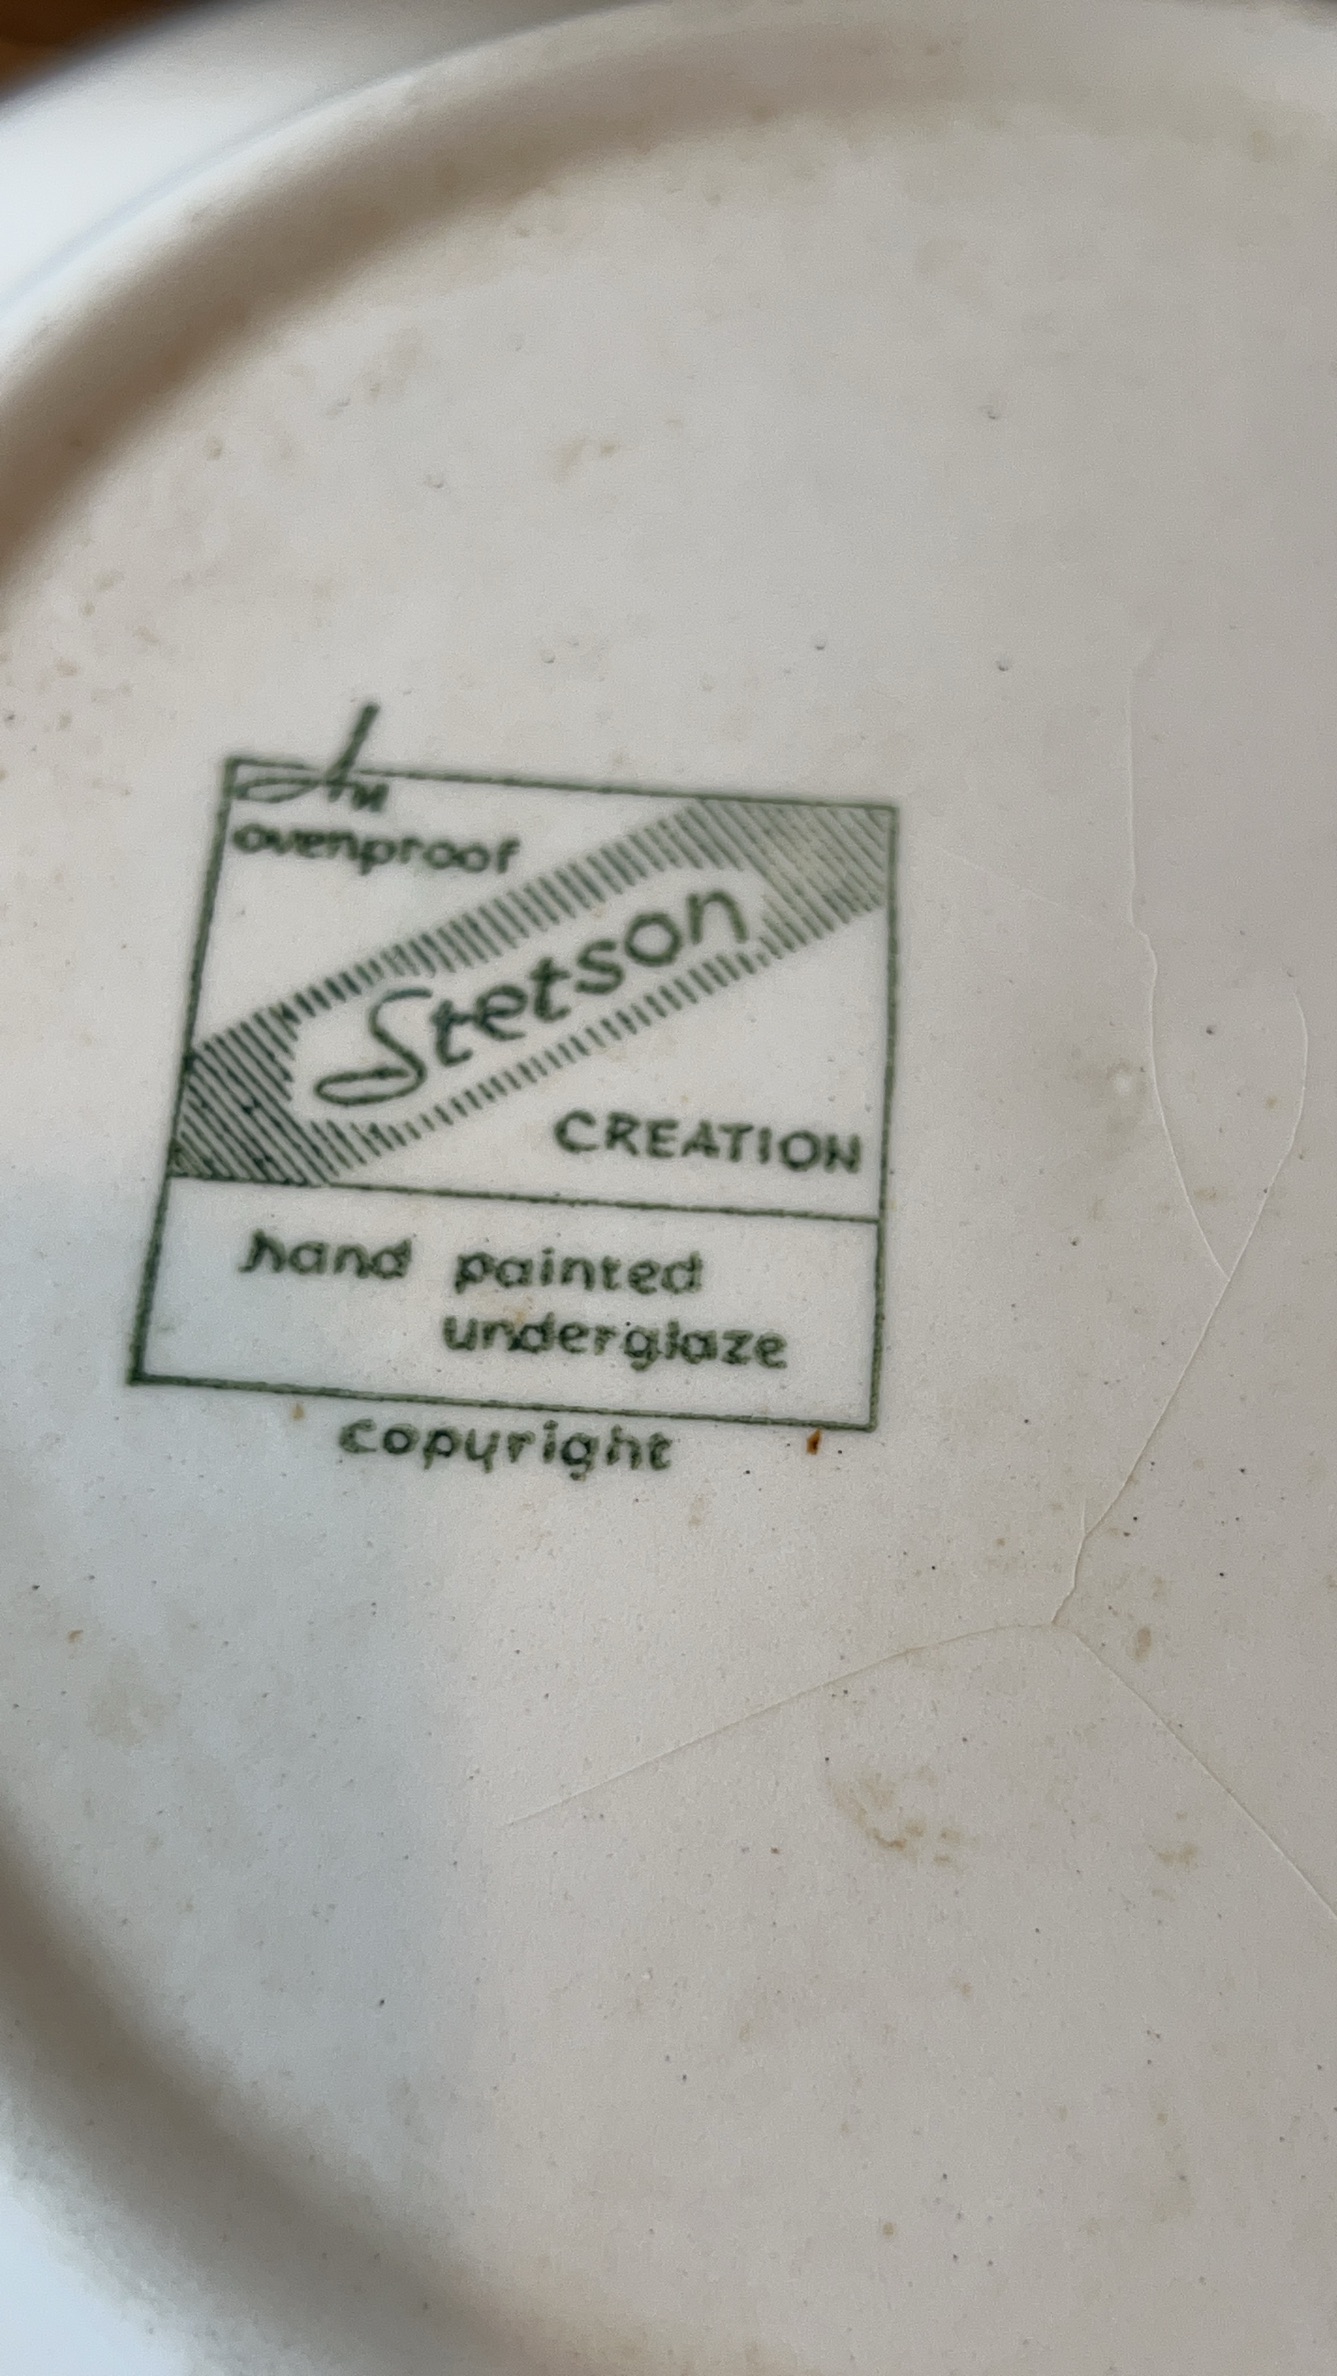 An
ovenproof
Stetson
CREATION
hand painted
underglaze
copyright